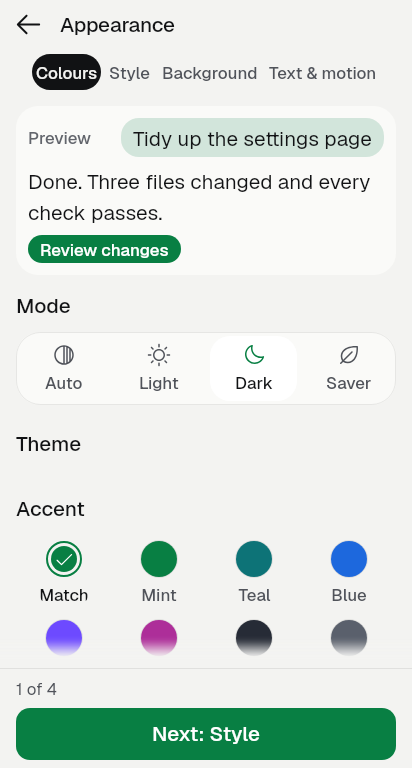 Appearance
Colours Style Background Text & motion
Preview
Tidy up the settings page
Done. Three files changed and every
check passes.
Review changes
Mode
Auto Light Dark Saver
Theme
Accent
Match Mint Teal Blue
1 of 4
Next: Style